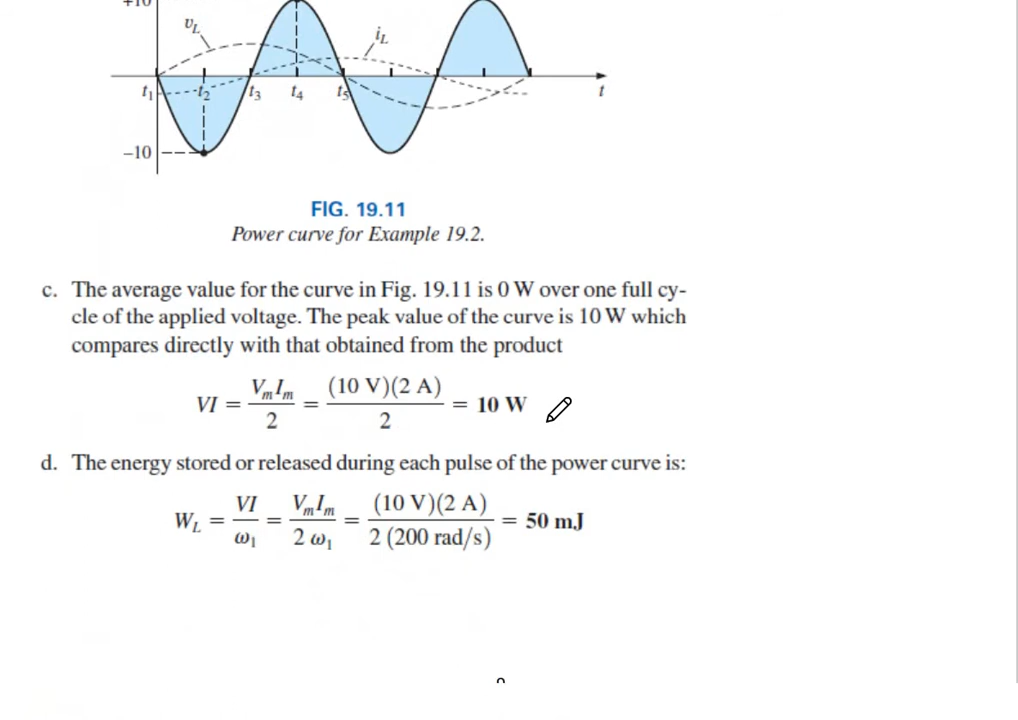 +10
v_L
i_L
t_1 t_2 t_3 t_4 t_5 t
–10
FIG. 19.11
Power curve for Example 19.2.
c. The average value for the curve in Fig. 19.11 is 0 W over one full cy-
cle of the applied voltage. The peak value of the curve is 10 W which
compares directly with that obtained from the product
VI = V_m I_m / 2 = (10 V)(2 A) / 2 = 10 W
d. The energy stored or released during each pulse of the power curve is:
W_L = VI / ω_1 = V_m I_m / 2 ω_1 = (10 V)(2 A) / 2 (200 rad/s) = 50 mJ